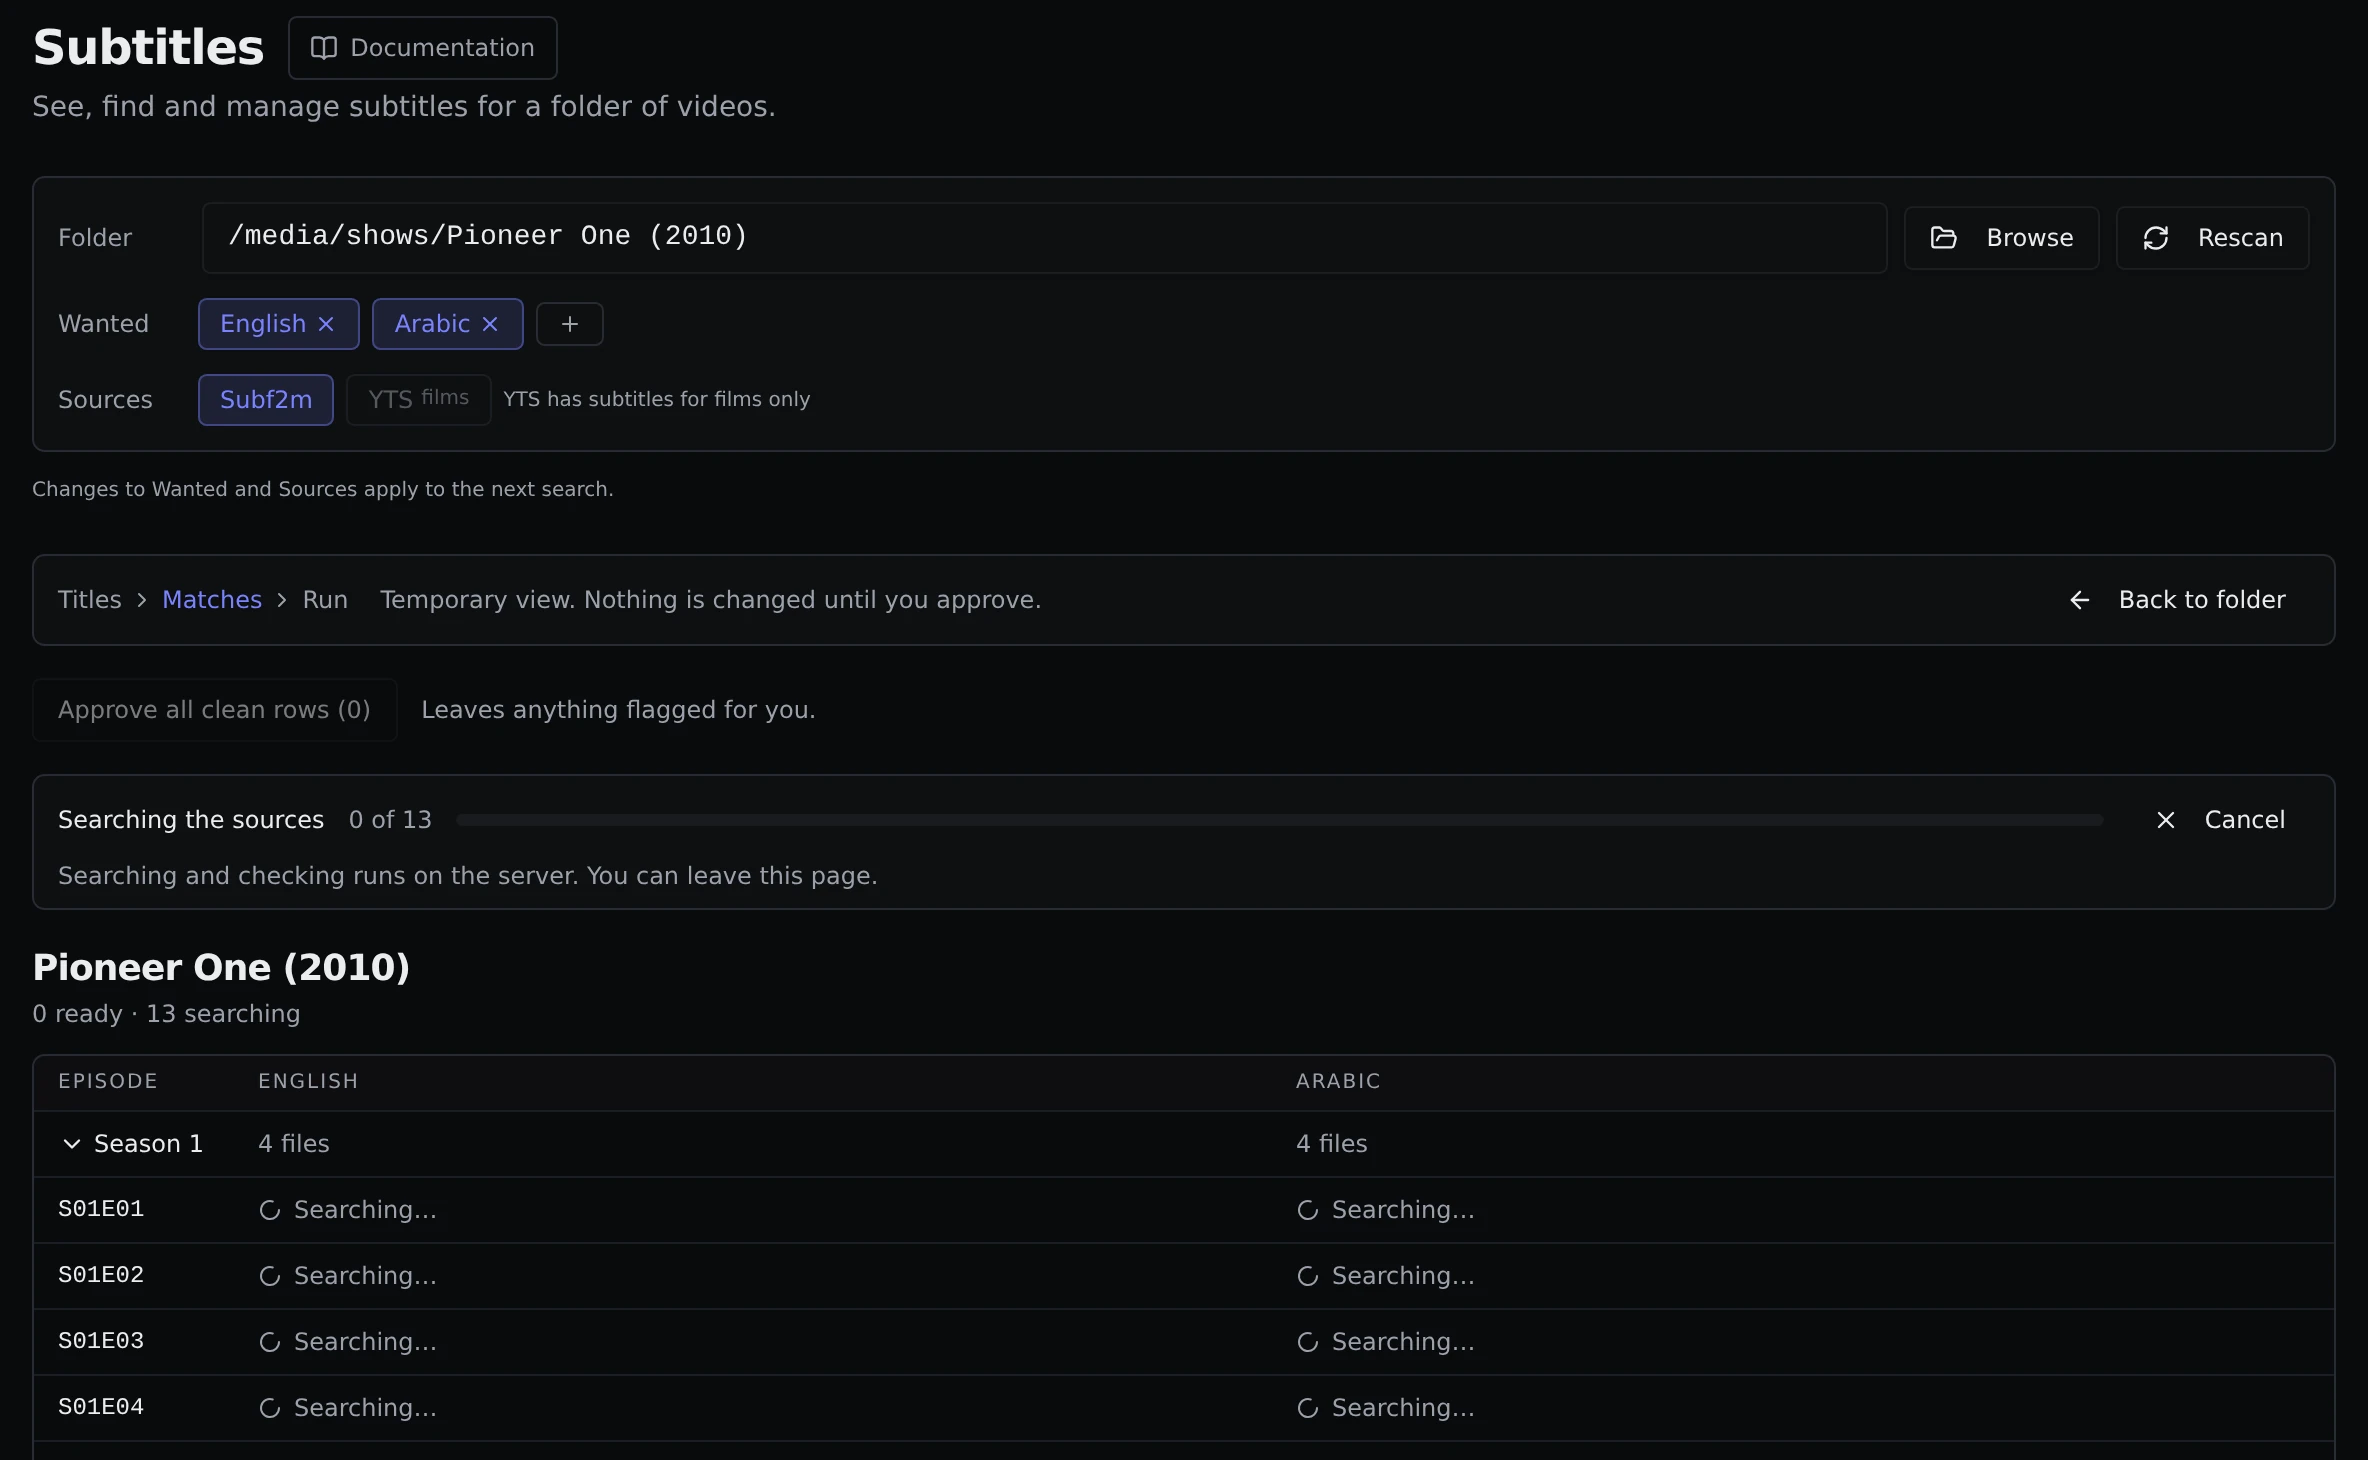 Subtitles
Documentation
See, find and manage subtitles for a folder of videos.
Folder
/media/shows/Pioneer One (2010)
Browse
Rescan
Wanted
English
Arabic
Sources
Subf2m
YTS films
YTS has subtitles for films only
Changes to Wanted and Sources apply to the next search.
Titles > Matches > Run
Temporary view. Nothing is changed until you approve.
Back to folder
Approve all clean rows (0)
Leaves anything flagged for you.
Searching the sources 0 of 13
Cancel
Searching and checking runs on the server. You can leave this page.
Pioneer One (2010)
0 ready · 13 searching
EPISODE ENGLISH ARABIC
Season 1 4 files 4 files
S01E01 Searching... Searching...
S01E02 Searching... Searching...
S01E03 Searching... Searching...
S01E04 Searching... Searching...